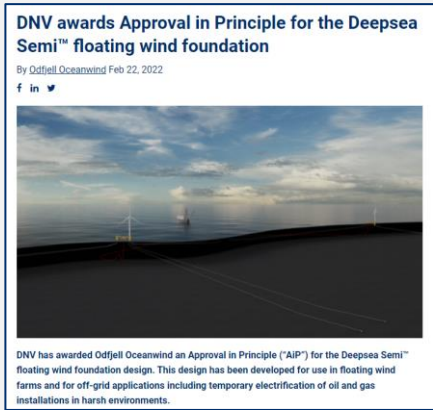 DNV awards Approval in Principle for the Deepsea
Semi™ floating wind foundation
By Odfjell Oceanwind Feb 22, 2022
DNV has awarded Odfjell Oceanwind an Approval in Principle (“AiP”) for the Deepsea Semi™
floating wind foundation design. This design has been developed for use in floating wind
farms and for off-grid applications including temporary electrification of oil and gas
installations in harsh environments.